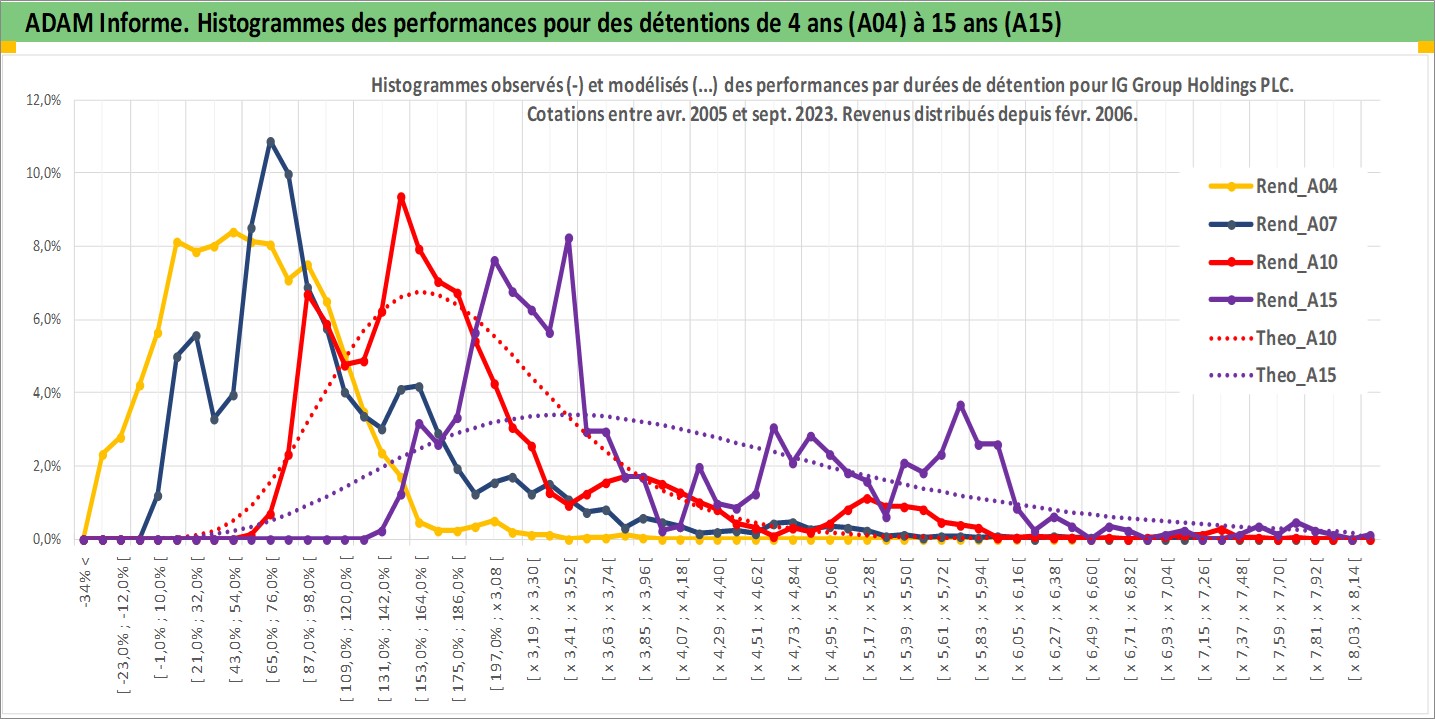 ADAM Informe. Histogrammes des performances pour des détentions de 4 ans (A04) à 15 ans (A15)
Histogrammes observés (-) et modélisés (...) des performances par durées de détention pour IG Group Holdings PLC.
Cotations entre avr. 2005 et sept. 2023. Revenus distribués depuis févr. 2006.
12,0%
10,0%
8,0%
6,0%
4,0%
2,0%
0,0%
Rend_A04
Rend_A07
Rend_A10
Rend_A15
Theo_A10
Theo_A15
-34% <
[ -23,0% ; -12,0% [
[ -1,0% ; 10,0% [
[ 21,0% ; 32,0% [
[ 43,0% ; 54,0% [
[ 65,0% ; 76,0% [
[ 87,0% ; 98,0% [
[ 109,0% ; 120,0% [
[ 131,0% ; 142,0% [
[ 153,0% ; 164,0% [
[ 175,0% ; 186,0% [
[ 197,0% ; x 3,08 [
[ x 3,19 ; x 3,30 [
[ x 3,41 ; x 3,52 [
[ x 3,63 ; x 3,74 [
[ x 3,85 ; x 3,96 [
[ x 4,07 ; x 4,18 [
[ x 4,29 ; x 4,40 [
[ x 4,51 ; x 4,62 [
[ x 4,73 ; x 4,84 [
[ x 4,95 ; x 5,06 [
[ x 5,17 ; x 5,28 [
[ x 5,39 ; x 5,50 [
[ x 5,61 ; x 5,72 [
[ x 5,83 ; x 5,94 [
[ x 6,05 ; x 6,16 [
[ x 6,27 ; x 6,38 [
[ x 6,49 ; x 6,60 [
[ x 6,71 ; x 6,82 [
[ x 6,93 ; x 7,04 [
[ x 7,15 ; x 7,26 [
[ x 7,37 ; x 7,48 [
[ x 7,59 ; x 7,70 [
[ x 7,81 ; x 7,92 [
[ x 8,03 ; x 8,14 [